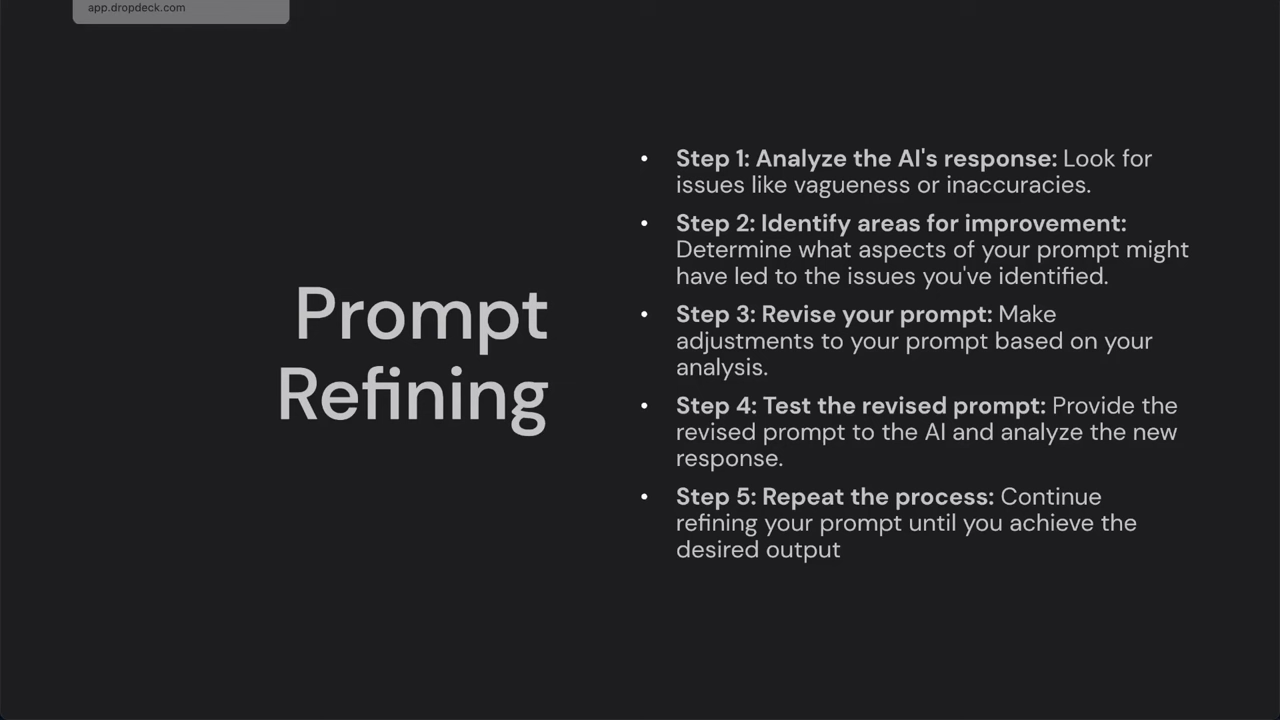 app.dropdeck.com
Prompt
Refining
• Step 1: Analyze the AI's response: Look for
issues like vagueness or inaccuracies.
• Step 2: Identify areas for improvement:
Determine what aspects of your prompt might
have led to the issues you've identified.
• Step 3: Revise your prompt: Make
adjustments to your prompt based on your
analysis.
• Step 4: Test the revised prompt: Provide the
revised prompt to the AI and analyze the new
response.
• Step 5: Repeat the process: Continue
refining your prompt until you achieve the
desired output